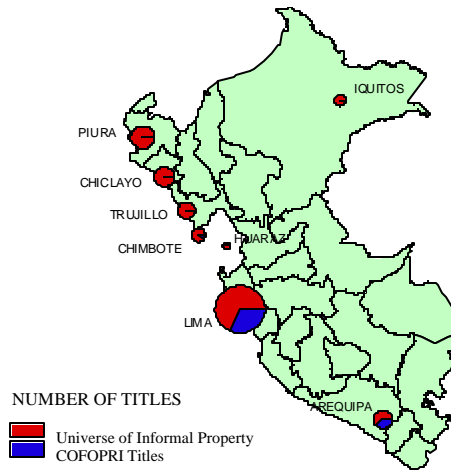 IQUITOS
PIURA
CHICLAYO
TRUJILLO
HUARAZ
CHIMBOTE
LIMA
NUMBER OF TITLES
AREQUIPA
Universe of Informal Property
COFOPRI Titles